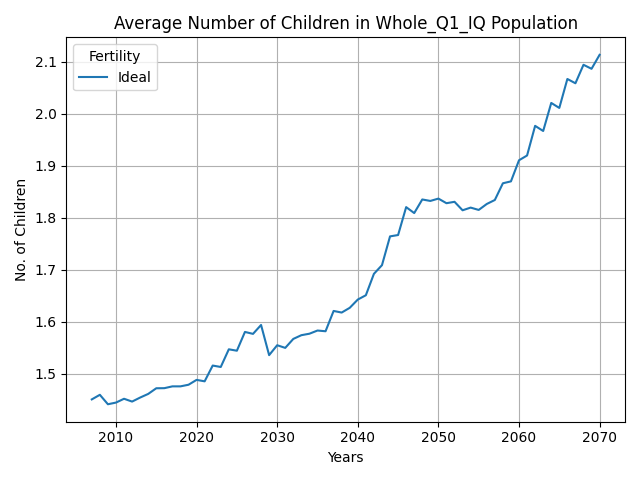 Average Number of Children in Whole_Q1_IQ Population
Fertility
Ideal
2.1
2.0
1.9
1.8
1.7
1.6
1.5
No. of Children
2010 2020 2030 2040 2050 2060 2070
Years